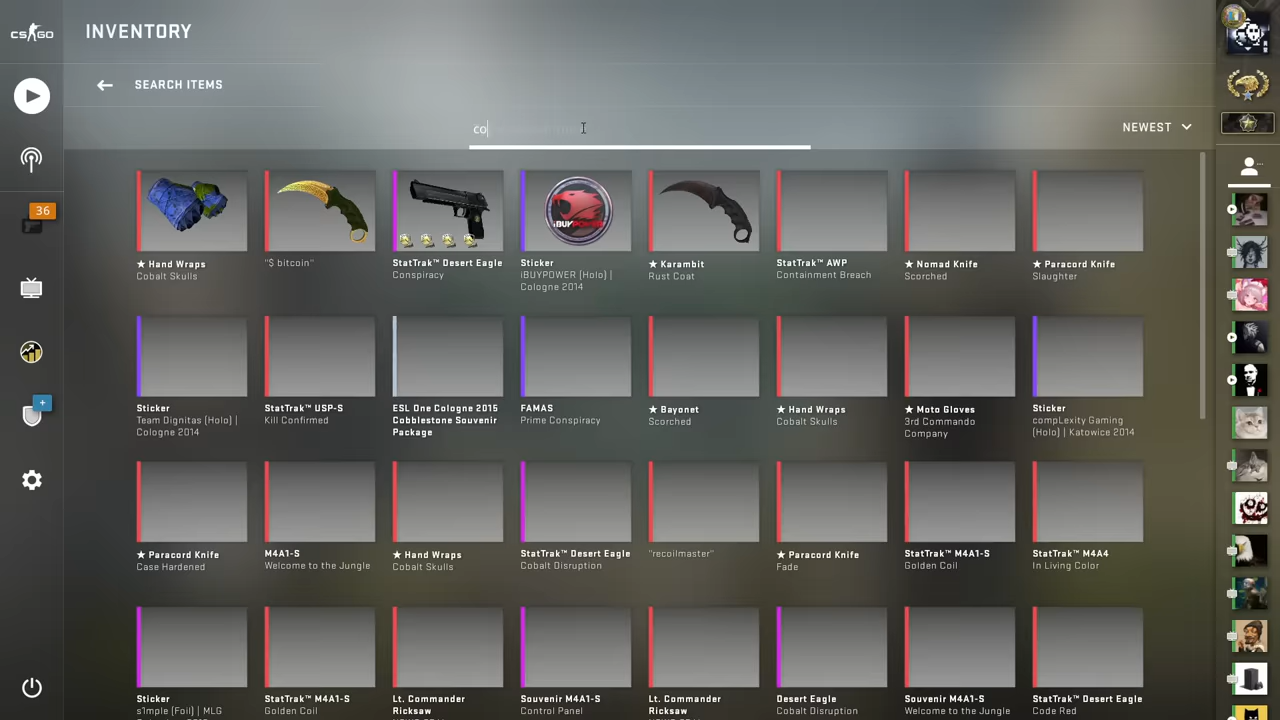 CS GO
INVENTORY
SEARCH ITEMS
co
NEWEST
36
+
★ Hand Wraps
Cobalt Skulls
"$ bitcoin"
StatTrak™ Desert Eagle
Conspiracy
iBUYPOWER
Sticker
iBUYPOWER (Holo) |
Cologne 2014
★ Karambit
Rust Coat
StatTrak™ AWP
Containment Breach
★ Nomad Knife
Scorched
★ Paracord Knife
Slaughter
Sticker
Team Dignitas (Holo) |
Cologne 2014
StatTrak™ USP-S
Kill Confirmed
ESL One Cologne 2015
Cobblestone Souvenir
Package
FAMAS
Prime Conspiracy
★ Bayonet
Scorched
★ Hand Wraps
Cobalt Skulls
★ Moto Gloves
3rd Commando
Company
Sticker
compLexity Gaming
(Holo) | Katowice 2014
★ Paracord Knife
Case Hardened
M4A1-S
Welcome to the Jungle
★ Hand Wraps
Cobalt Skulls
StatTrak™ Desert Eagle
Cobalt Disruption
"recoilmaster"
★ Paracord Knife
Fade
StatTrak™ M4A1-S
Golden Coil
StatTrak™ M4A4
In Living Color
Sticker
s1mple (Foil) | MLG
StatTrak™ M4A1-S
Golden Coil
Lt. Commander
Ricksaw
Souvenir M4A1-S
Control Panel
Lt. Commander
Ricksaw
Desert Eagle
Cobalt Disruption
Souvenir M4A1-S
Welcome to the Jungle
StatTrak™ Desert Eagle
Code Red